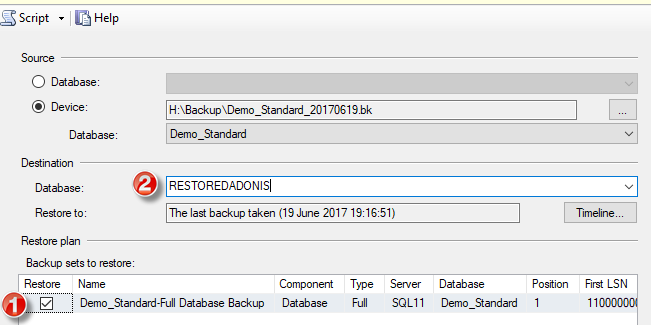 Script Help
Source
Database:
Device: H:\Backup\Demo_Standard_20170619.bk ...
Database: Demo_Standard
Destination
Database: 2 RESTOREDADONIS
Restore to: The last backup taken (19 June 2017 19:16:51) Timeline...
Restore plan
Backup sets to restore:
Restore Name Component Type Server Database Position First LSN
1 Demo_Standard-Full Database Backup Database Full SQL11 Demo_Standard 1